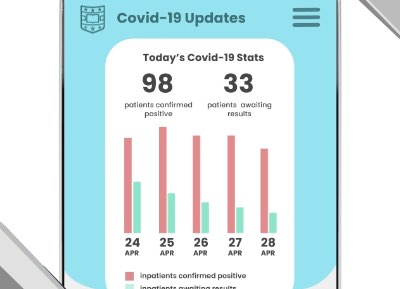 Covid-19 Updates
Today's Covid-19 Stats
98 33
patients confirmed patients awaiting
positive results
24 25 26 27 28
APR APR APR APR APR
inpatients confirmed positive
inpatients awaiting results